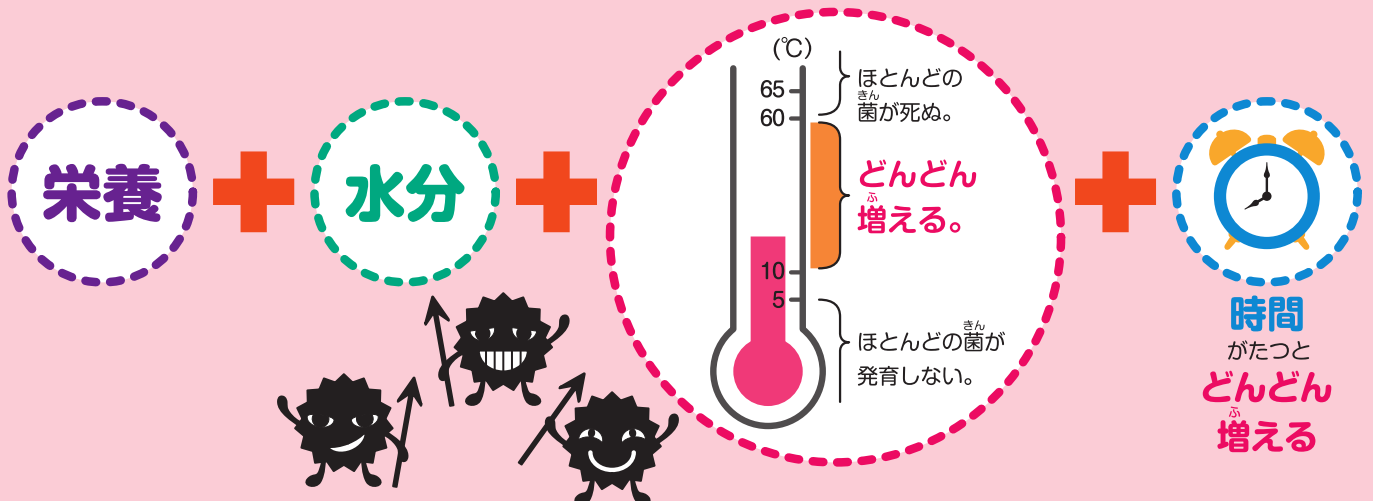 栄養
水分
(℃)
65
60
10
5
ほとんどの
きん
菌が死ぬ。
どんどん
ふ
増える。
ほとんどの菌が
きん
発育しない。
時間
がたつと
どんどん
ふ
増える